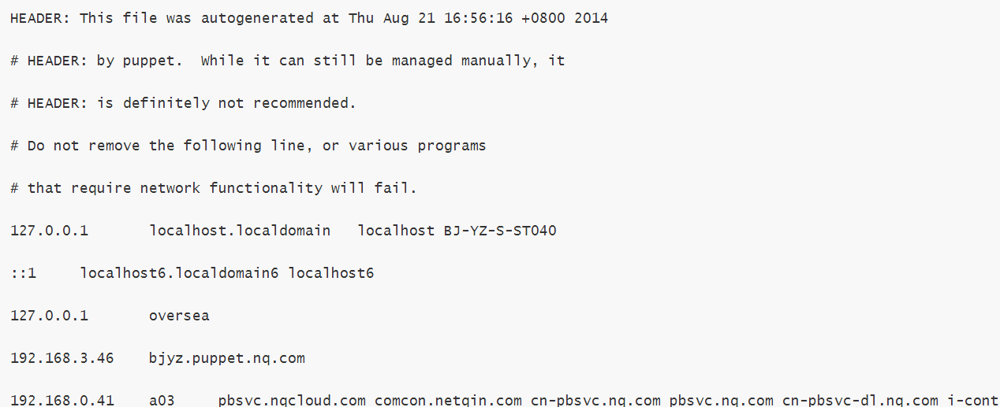 HEADER: This file was autogenerated at Thu Aug 21 16:56:16 +0800 2014
# HEADER: by puppet.  While it can still be managed manually, it
# HEADER: is definitely not recommended.
# Do not remove the following line, or various programs
# that require network functionality will fail.
127.0.0.1       localhost.localdomain   localhost BJ-YZ-S-ST040
::1     localhost6.localdomain6 localhost6
127.0.0.1       oversea
192.168.3.46    bjyz.puppet.nq.com
192.168.0.41    a03     pbsvc.nqcloud.com comcon.netqin.com cn-pbsvc.nq.com pbsvc.nq.com cn-pbsvc-dl.nq.com i-cont